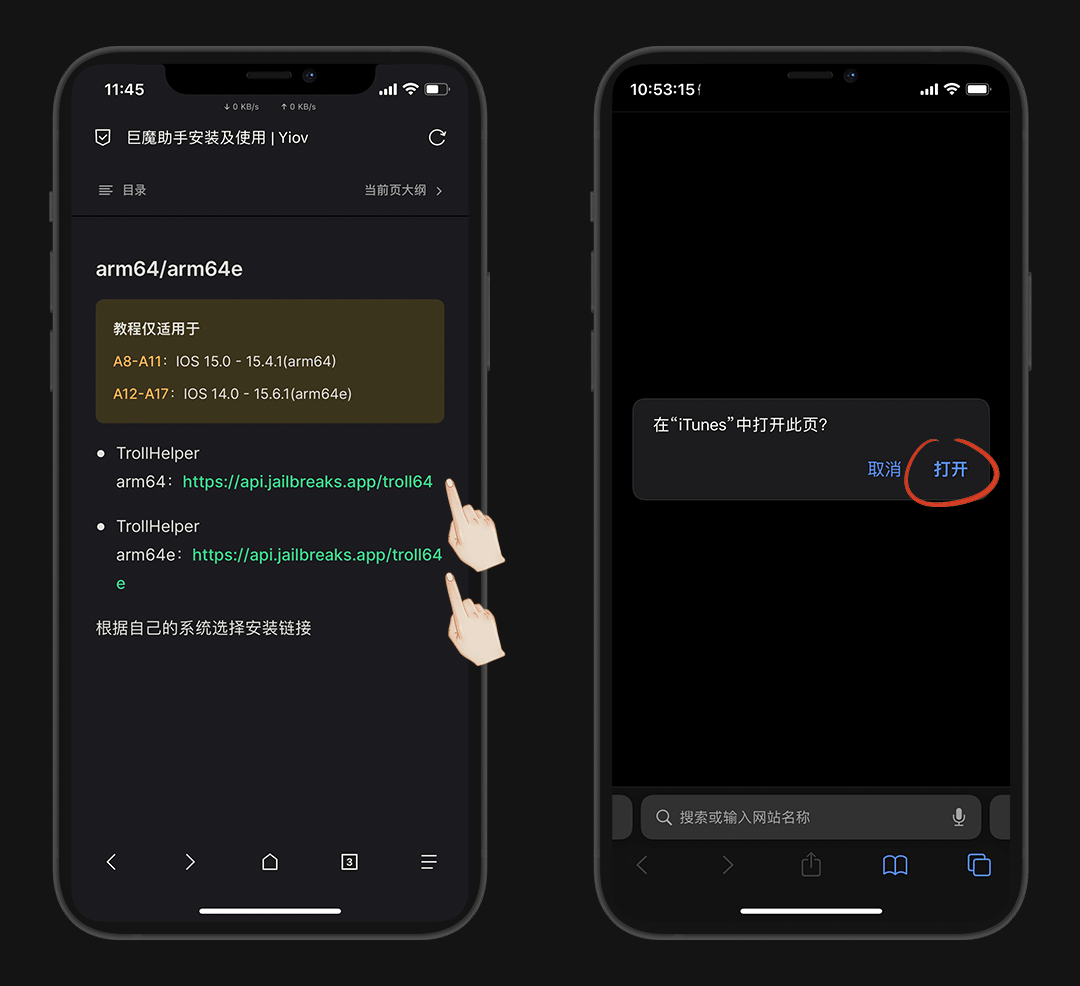 11:45
↓ 0 KB/s ↑ 0 KB/s
巨魔助手安装及使用 | Yiov
目录
当前页大纲
arm64/arm64e
教程仅适用于
A8-A11：IOS 15.0 - 15.4.1(arm64)
A12-A17：IOS 14.0 - 15.6.1(arm64e)
TrollHelper
arm64：https://api.jailbreaks.app/troll64
TrollHelper
arm64e：https://api.jailbreaks.app/troll64
e
根据自己的系统选择安装链接
3
10:53:15
在“iTunes”中打开此页?
取消 打开
搜索或输入网站名称